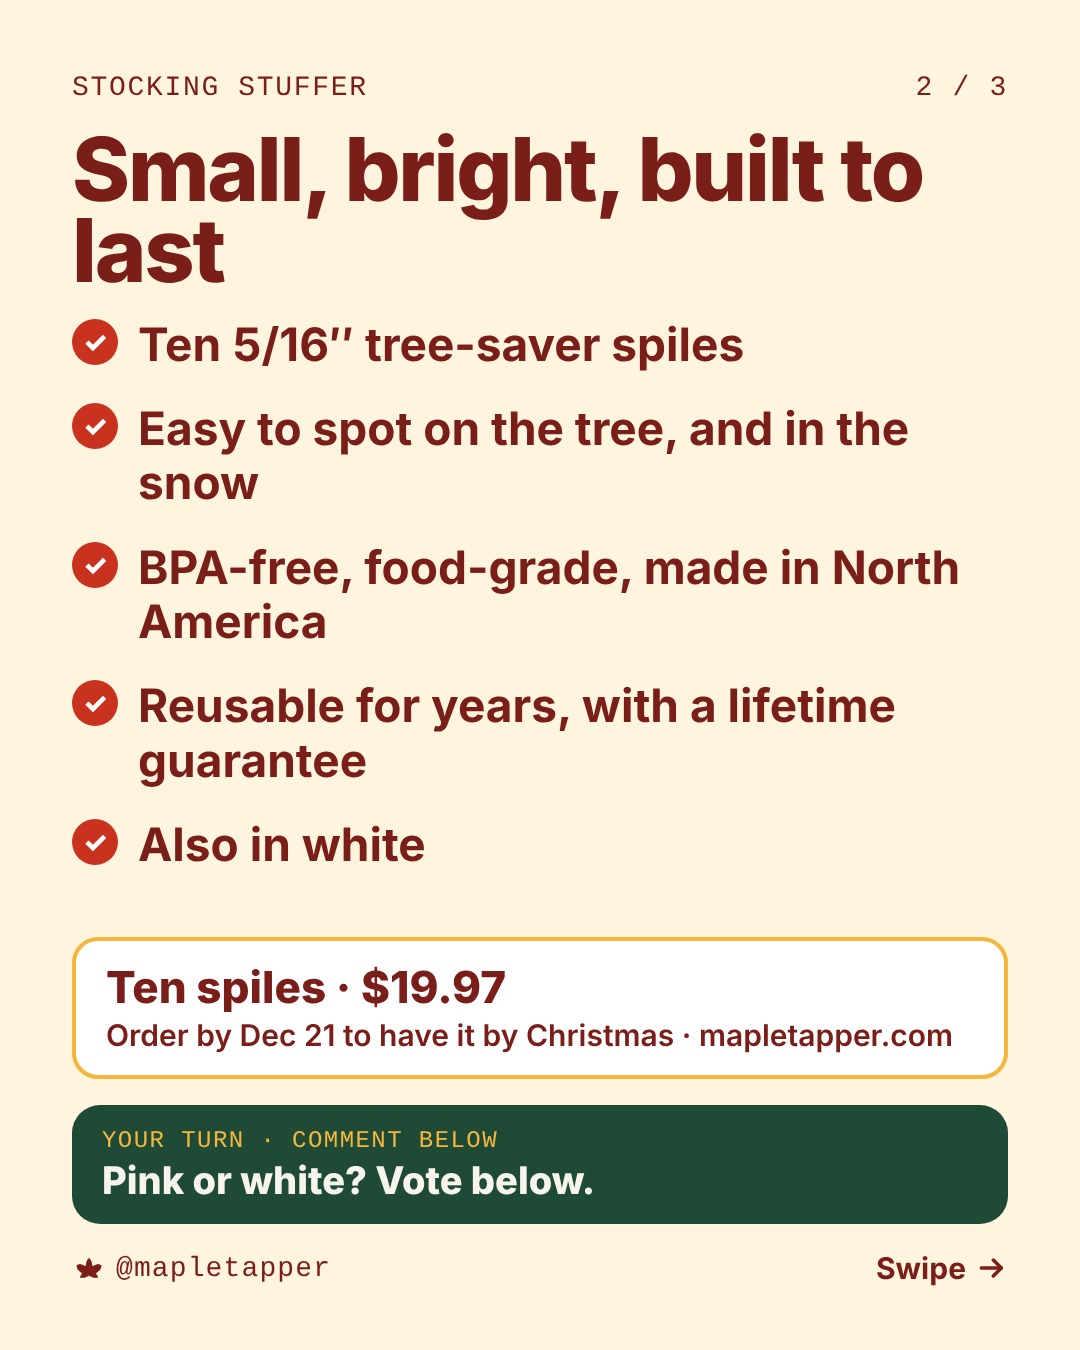 STOCKING STUFFER
2 / 3
Small, bright, built to
last
Ten 5/16″ tree-saver spiles
Easy to spot on the tree, and in the
snow
BPA-free, food-grade, made in North
America
Reusable for years, with a lifetime
guarantee
Also in white
Ten spiles · $19.97
Order by Dec 21 to have it by Christmas · mapletapper.com
YOUR TURN · COMMENT BELOW
Pink or white? Vote below.
@mapletapper
Swipe →